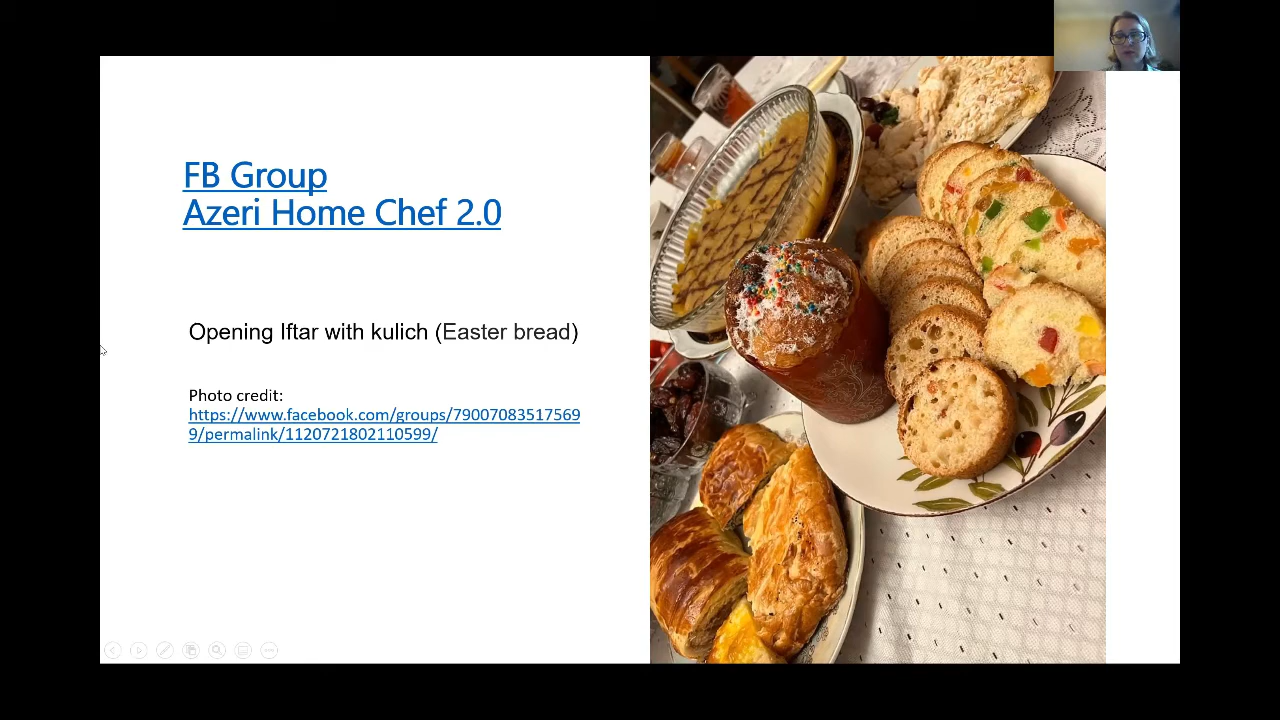 FB Group
Azeri Home Chef 2.0
Opening Iftar with kulich (Easter bread)
Photo credit:
https://www.facebook.com/groups/79007083517569
9/permalink/1120721802110599/